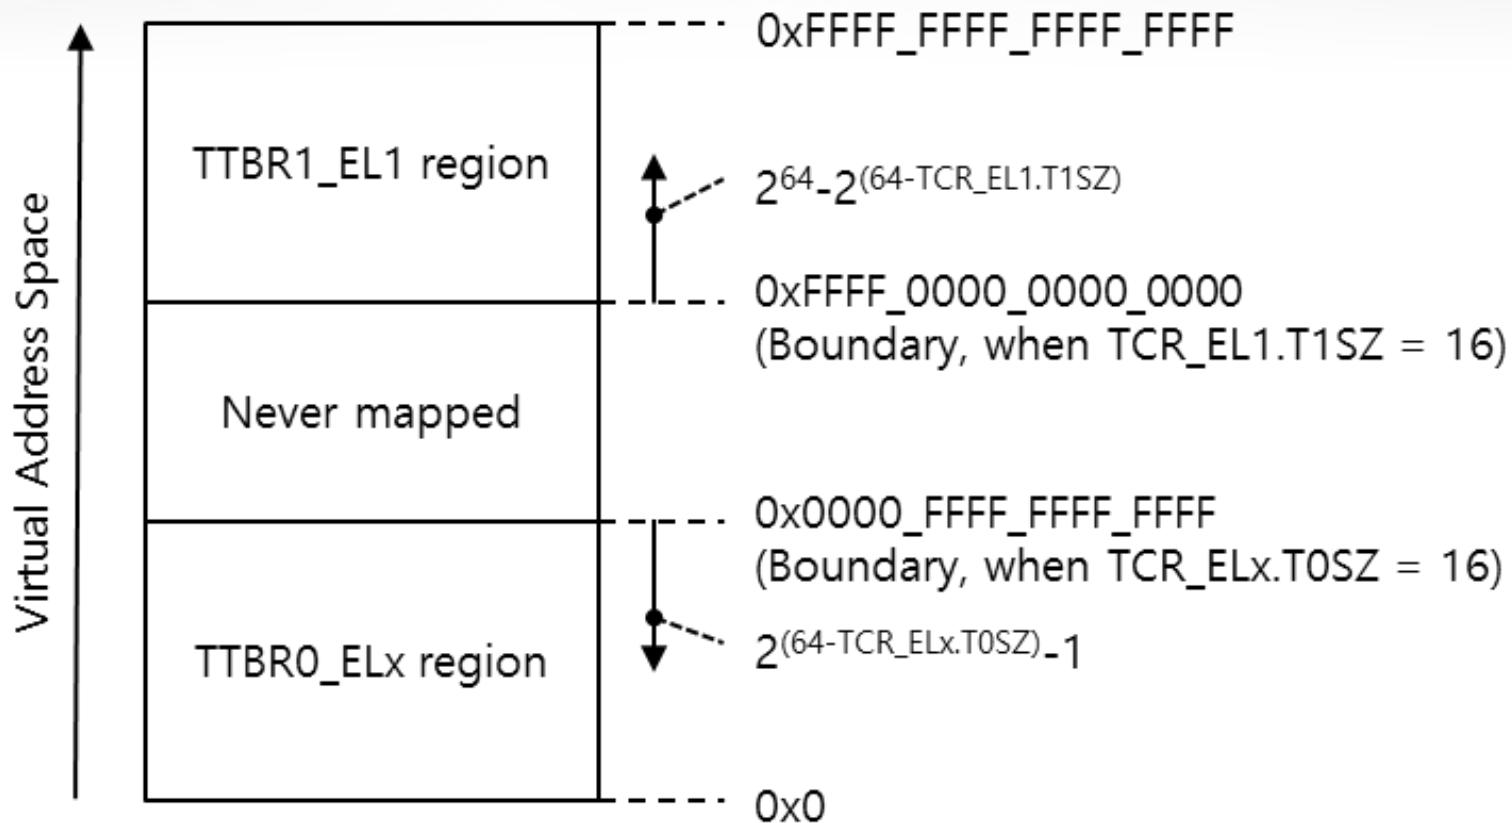 Virtual Address Space
0xFFFF_FFFF_FFFF_FFFF
TTBR1_EL1 region
2^64-2^(64-TCR_EL1.T1SZ)
0xFFFF_0000_0000_0000
(Boundary, when TCR_EL1.T1SZ = 16)
Never mapped
0x0000_FFFF_FFFF_FFFF
(Boundary, when TCR_ELx.T0SZ = 16)
TTBR0_ELx region
2^(64-TCR_ELx.T0SZ)-1
0x0